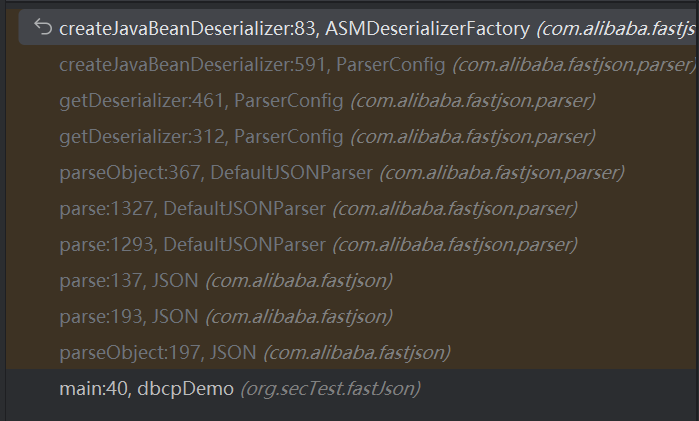 createJavaBeanDeserializer:83, ASMDeserializerFactory (com.alibaba.fastjs
createJavaBeanDeserializer:591, ParserConfig (com.alibaba.fastjson.parser)
getDeserializer:461, ParserConfig (com.alibaba.fastjson.parser)
getDeserializer:312, ParserConfig (com.alibaba.fastjson.parser)
parseObject:367, DefaultJSONParser (com.alibaba.fastjson.parser)
parse:1327, DefaultJSONParser (com.alibaba.fastjson.parser)
parse:1293, DefaultJSONParser (com.alibaba.fastjson.parser)
parse:137, JSON (com.alibaba.fastjson)
parse:193, JSON (com.alibaba.fastjson)
parseObject:197, JSON (com.alibaba.fastjson)
main:40, dbcpDemo (org.secTest.fastJson)